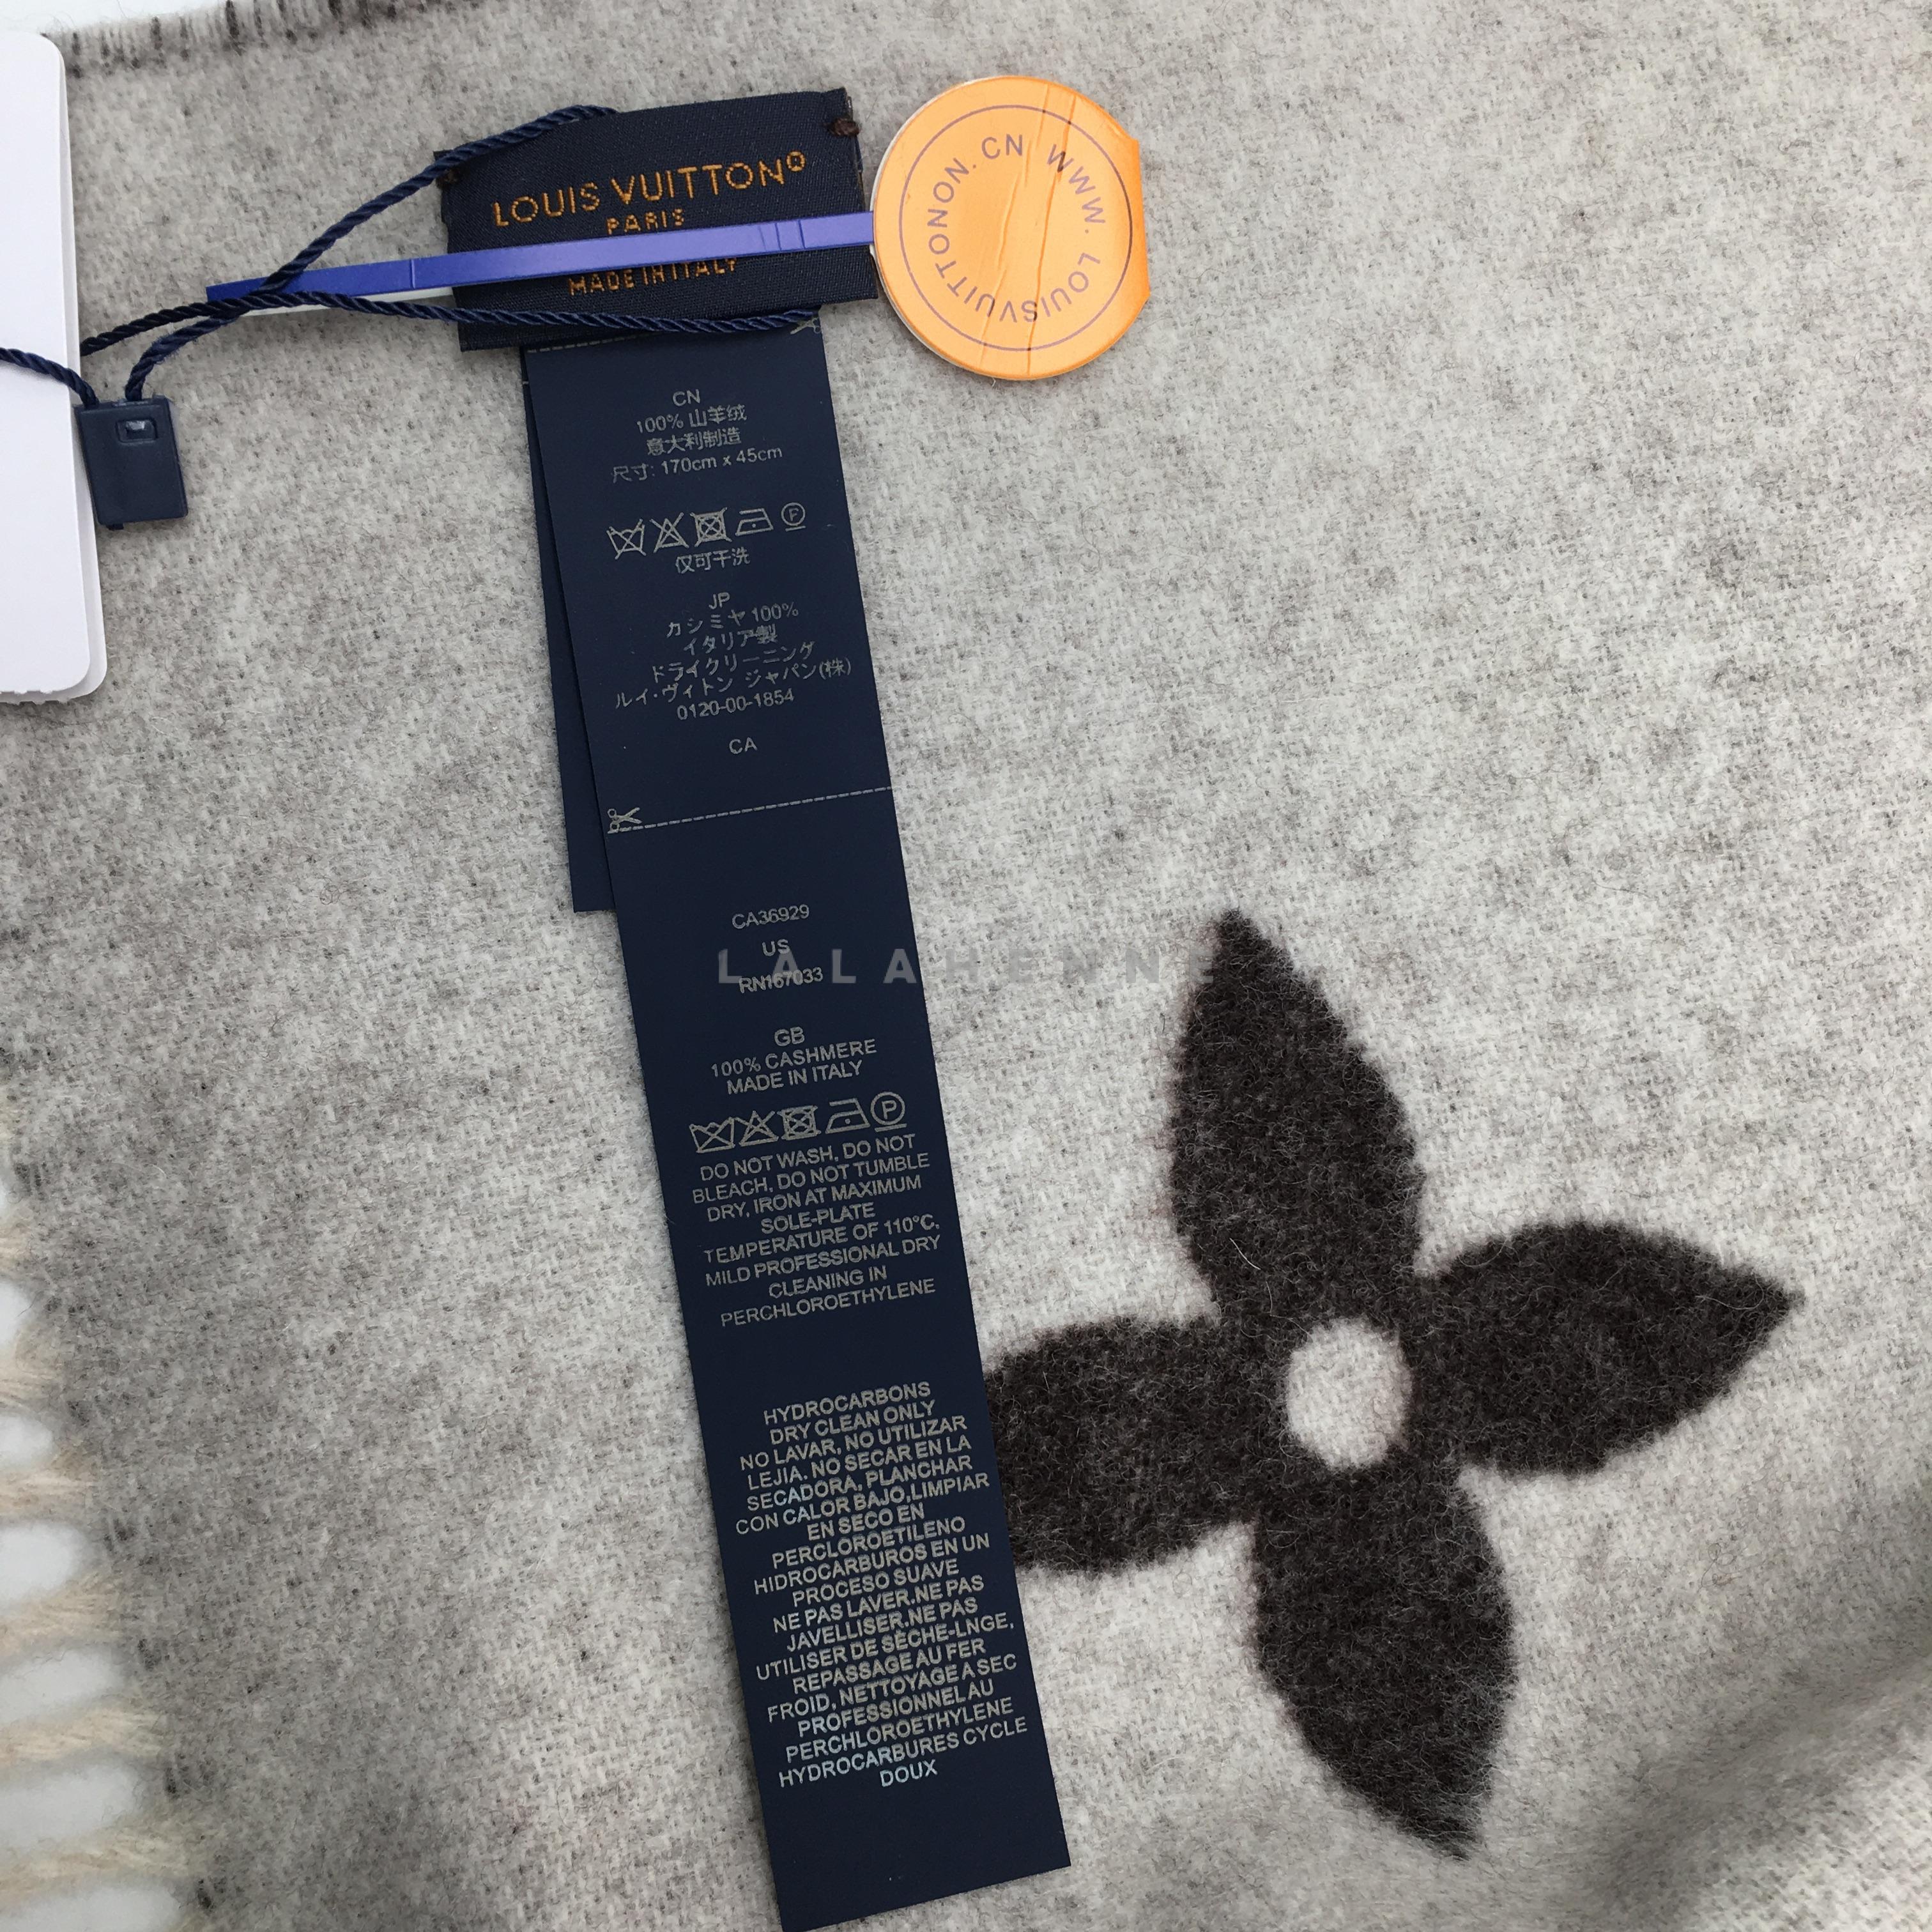 LOUIS VUITTON®
PARIS
MADE IN ITALY
WWW.LOUISVUITTONON.CN
CN
100% 山羊绒
意大利制造
尺寸: 170cm x 45cm
F
仅可干洗
JP
カシミヤ 100%
イタリア製
ドライクリーニング
ルイ・ヴィトン ジャパン(株)
0120-00-1854
CA
CA36929
US
RN167033
LALAHENNE
GB
100% CASHMERE
MADE IN ITALY
P
DO NOT WASH, DO NOT
BLEACH, DO NOT TUMBLE
DRY, IRON AT MAXIMUM
SOLE-PLATE
TEMPERATURE OF 110°C,
MILD PROFESSIONAL DRY
CLEANING IN
PERCHLOROETHYLENE
HYDROCARBONS
DRY CLEAN ONLY
NO LAVAR, NO UTILIZAR
LEJIA. NO SECAR EN LA
SECADORA, PLANCHAR
CON CALOR BAJO,LIMPIAR
EN SECO EN
PERCLOROETILENO
HIDROCARBUROS EN UN
PROCESO SUAVE
NE PAS LAVER.NE PAS
JAVELLISER.NE PAS
UTILISER DE SÈCHE-LNGE,
REPASSAGE AU FER
FROID, NETTOYAGE A SEC
PROFESSIONNEL AU
PERCHLOROETHYLENE
HYDROCARBURES CYCLE
DOUX